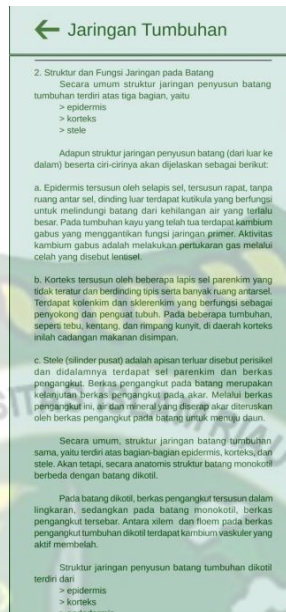 Jaringan Tumbuhan
2. Struktur dan Fungsi Jaringan pada Batang
Secara umum struktur jaringan penyusun batang
tumbuhan terdiri atas tiga bagian, yaitu
> epidermis
> korteks
> stele
Adapun struktur jaringan penyusun batang (dari luar ke
dalam) beserta ciri-cirinya akan dijelaskan sebagai berikut:
a. Epidermis tersusun oleh selapis sel, tersusun rapat, tanpa
ruang antar sel, dinding luar terdapat kutikula yang berfungsi
untuk melindungi batang dari kehilangan air yang terlalu
besar. Pada tumbuhan kayu yang telah tua terdapat kambium
gabus yang menggantikan fungsi jaringan primer. Aktivitas
kambium gabus adalah melakukan pertukaran gas melalui
celah yang disebut lentisel.
b. Korteks tersusun oleh beberapa lapis sel parenkim yang
tidak teratur dan berdinding tipis serta banyak ruang antarsel.
Terdapat kolenkim dan sklerenkim yang berfungsi sebagai
penyokong dan penguat tubuh. Pada beberapa tumbuhan,
seperti tebu, kentang, dan rimpang kunyit, di daerah korteks
inilah cadangan makanan disimpan.
c. Stele (silinder pusat) adalah apisan terluar disebut perisikel
dan didalamnya terdapat sel parenkim dan berkas
pengangkut. Berkas pengangkut pada batang merupakan
kelanjutan berkas pengangkut pada akar. Melalui berkas
pengangkut ini, air dan mineral yang diserap akar diteruskan
oleh berkas pengangkut pada batang untuk menuju daun.
Secara umum, struktur jaringan batang tumbuhan
sama, yaitu terdiri atas bagian-bagian epidermis, korteks, dan
stele. Akan tetapi, secara anatomis struktur batang monokotil
berbeda dengan batang dikotil.
Pada batang dikotil, berkas pengangkut tersusun dalam
lingkaran, sedangkan pada batang monokotil, berkas
pengangkut tersebar. Antara xilem dan floem pada berkas
pengangkut tumbuhan dikotil terdapat kambium vaskuler yang
aktif membelah.
Struktur jaringan penyusun batang tumbuhan dikotil
terdiri dari
> epidermis
> korteks